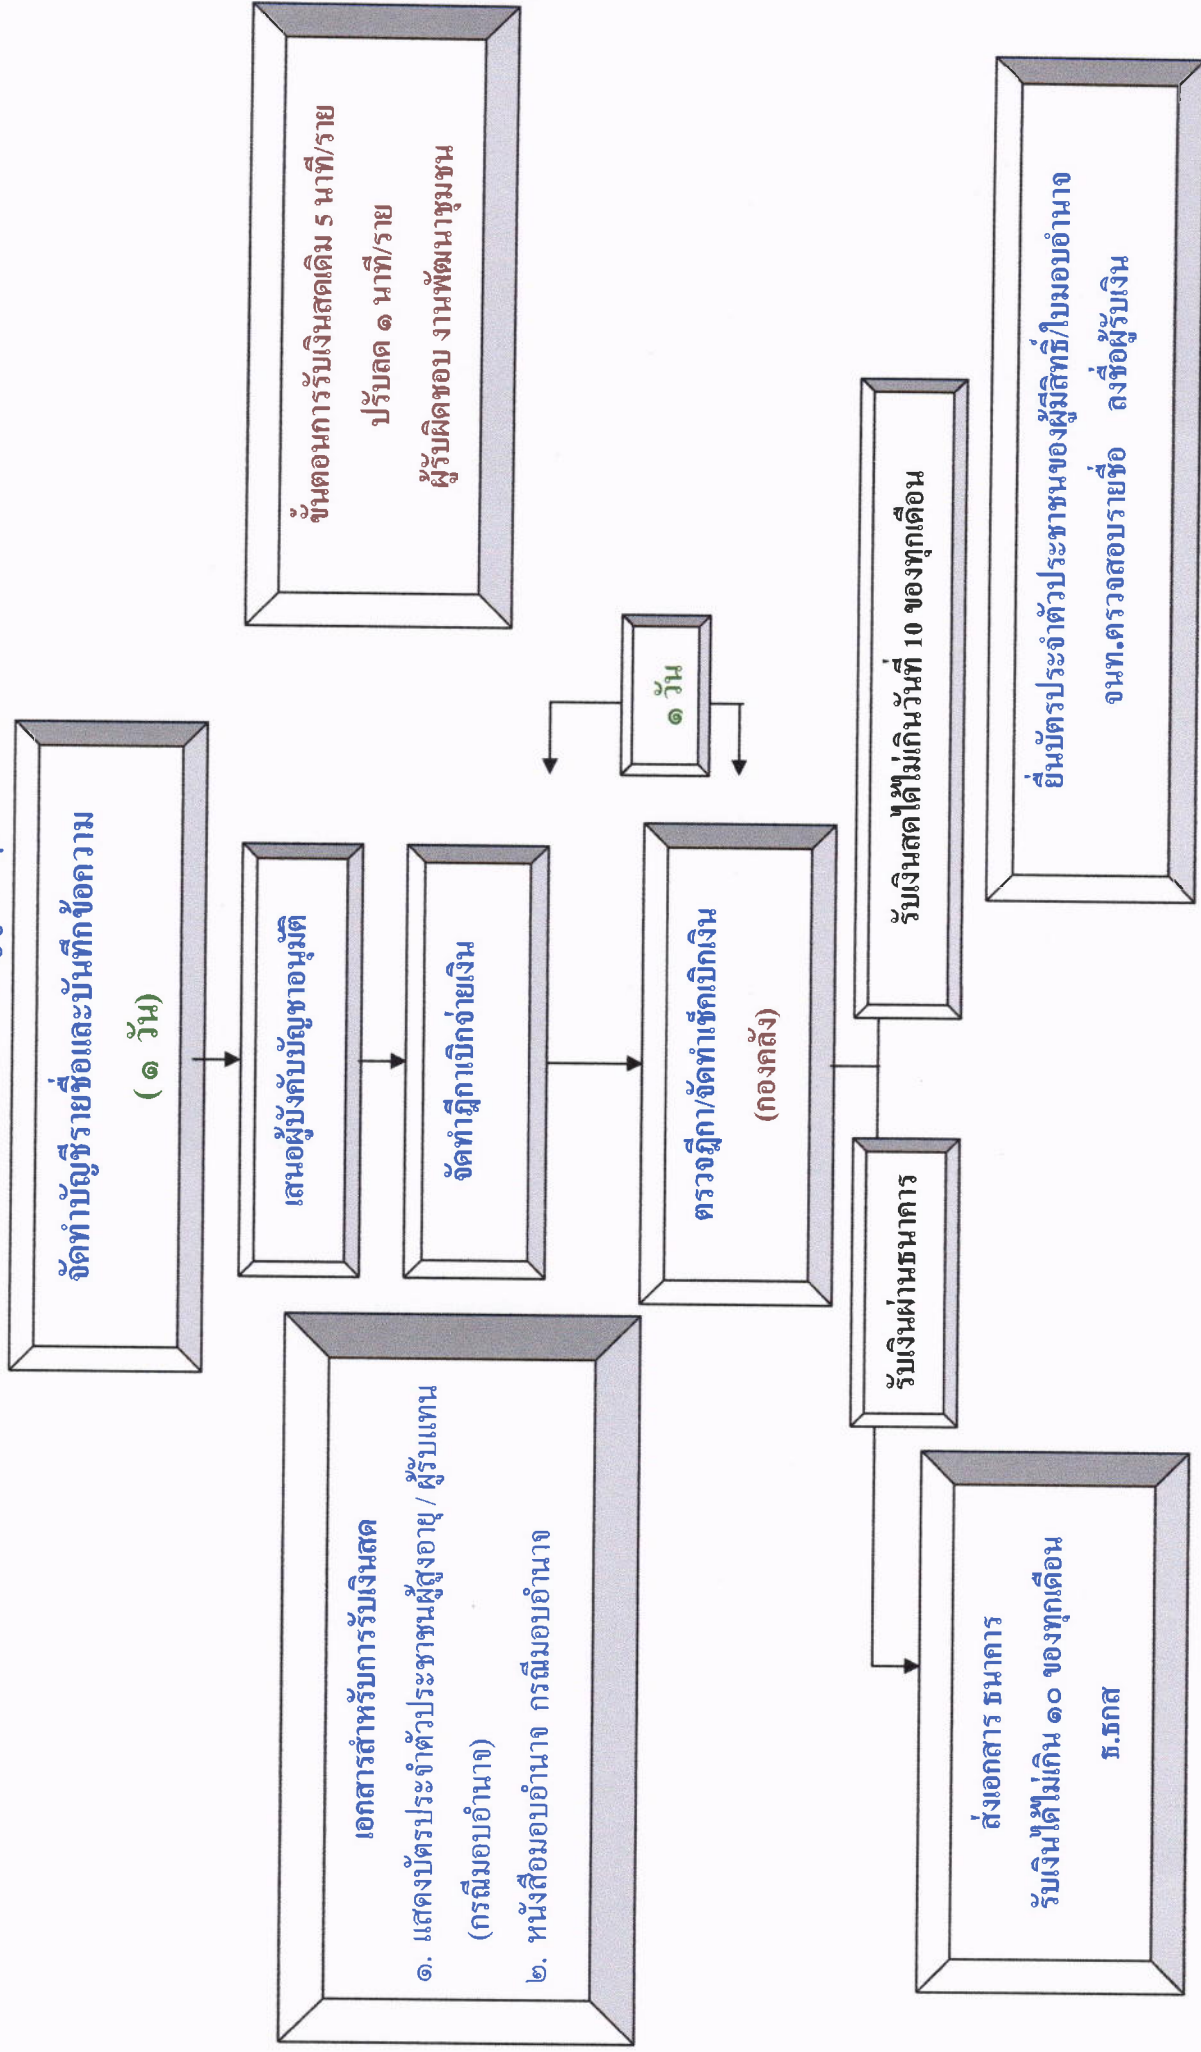 จัดทำบัญชีรายชื่อและบันทึกข้อความ
( ๑ วัน)
เสนอผู้บังคับบัญชาอนุมัติ
จัดทำฎีกาเบิกจ่ายเงิน
ขั้นตอนการรับเงินสดเดิม ๕ นาที/ราย
ปรับลด ๑ นาที/ราย
ผู้รับผิดชอบ งานพัฒนาชุมชน
เอกสารสำหรับการรับเงินสด
๑. แสดงบัตรประจำตัวประชาชนผู้สูงอายุ / ผู้รับแทน
(กรณีมอบอำนาจ)
๒. หนังสือมอบอำนาจ กรณีมอบอำนาจ
๑ วัน
ตรวจฎีกา/จัดทำเช็คเบิกเงิน
(กองคลัง)
รับเงินผ่านธนาคาร
รับเงินสดได้ไม่เกินวันที่ 10 ของทุกเดือน
ส่งเอกสาร ธนาคาร
รับเงินได้ไม่เกิน ๑๐ ของทุกเดือน
ธ.ธกส
ยื่นบัตรประจำตัวประชาชนของผู้มีสิทธิ์/ใบมอบอำนาจ
จนท.ตรวจสอบรายชื่อ ลงชื่อผู้รับเงิน